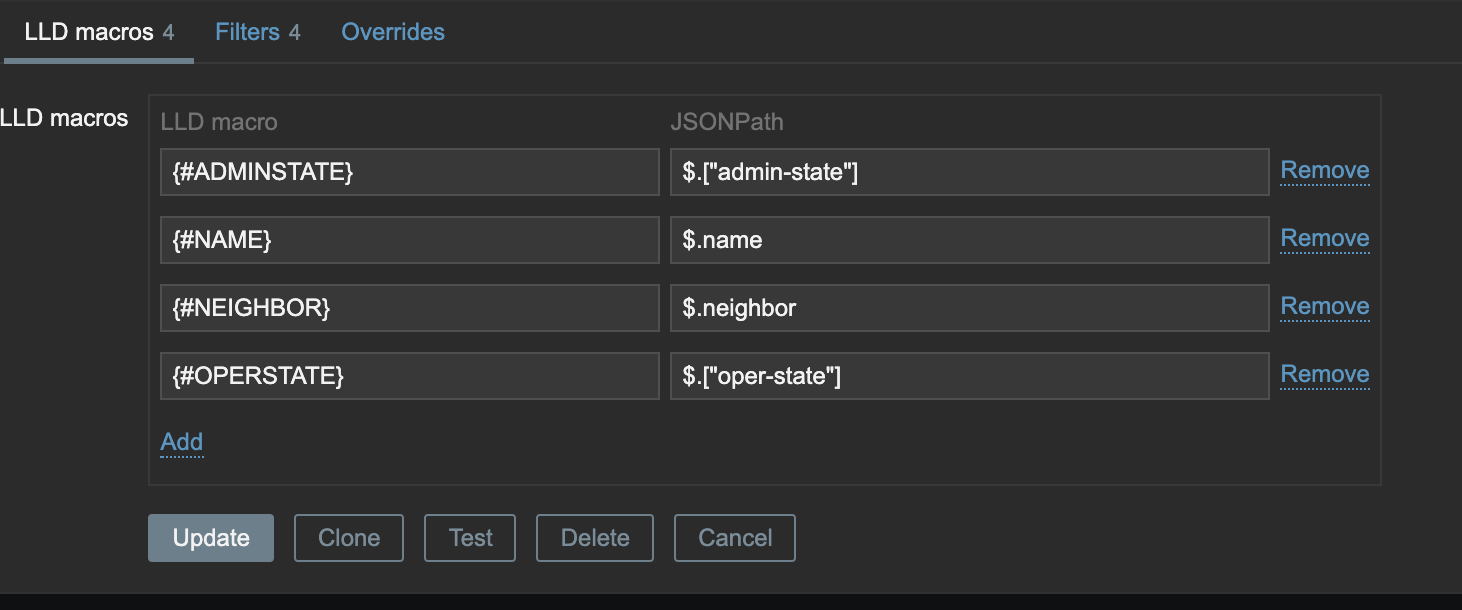 LLD macros 4 Filters 4 Overrides
LLD macros LLD macro JSONPath
{#ADMINSTATE} $.["admin-state"] Remove
{#NAME} $.name Remove
{#NEIGHBOR} $.neighbor Remove
{#OPERSTATE} $.["oper-state"] Remove
Add
Update Clone Test Delete Cancel